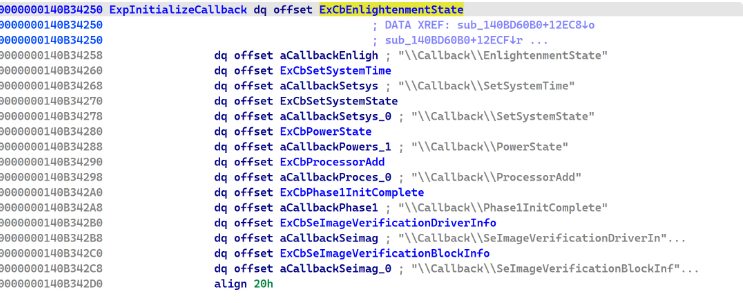 0000000140B34250 ExpInitializeCallback dq offset ExCbEnlightenmentState
0000000140B34250 ; DATA XREF: sub_140BD60B0+12EC8↓o
0000000140B34250 ; sub_140BD60B0+12ECF↓r ...
0000000140B34258 dq offset aCallbackEnligh ; "\\Callback\\EnlightenmentState"
0000000140B34260 dq offset ExCbSetSystemTime
0000000140B34268 dq offset aCallbackSetsys ; "\\Callback\\SetSystemTime"
0000000140B34270 dq offset ExCbSetSystemState
0000000140B34278 dq offset aCallbackSetsys_0 ; "\\Callback\\SetSystemState"
0000000140B34280 dq offset ExCbPowerState
0000000140B34288 dq offset aCallbackPowers_1 ; "\\Callback\\PowerState"
0000000140B34290 dq offset ExCbProcessorAdd
0000000140B34298 dq offset aCallbackProces_0 ; "\\Callback\\ProcessorAdd"
0000000140B342A0 dq offset ExCbPhase1InitComplete
0000000140B342A8 dq offset aCallbackPhase1 ; "\\Callback\\Phase1InitComplete"
0000000140B342B0 dq offset ExCbSeImageVerificationDriverInfo
0000000140B342B8 dq offset aCallbackSeimag ; "\\Callback\\SeImageVerificationDriverIn"...
0000000140B342C0 dq offset ExCbSeImageVerificationBlockInfo
0000000140B342C8 dq offset aCallbackSeimag_0 ; "\\Callback\\SeImageVerificationBlockInf"...
0000000140B342D0 align 20h